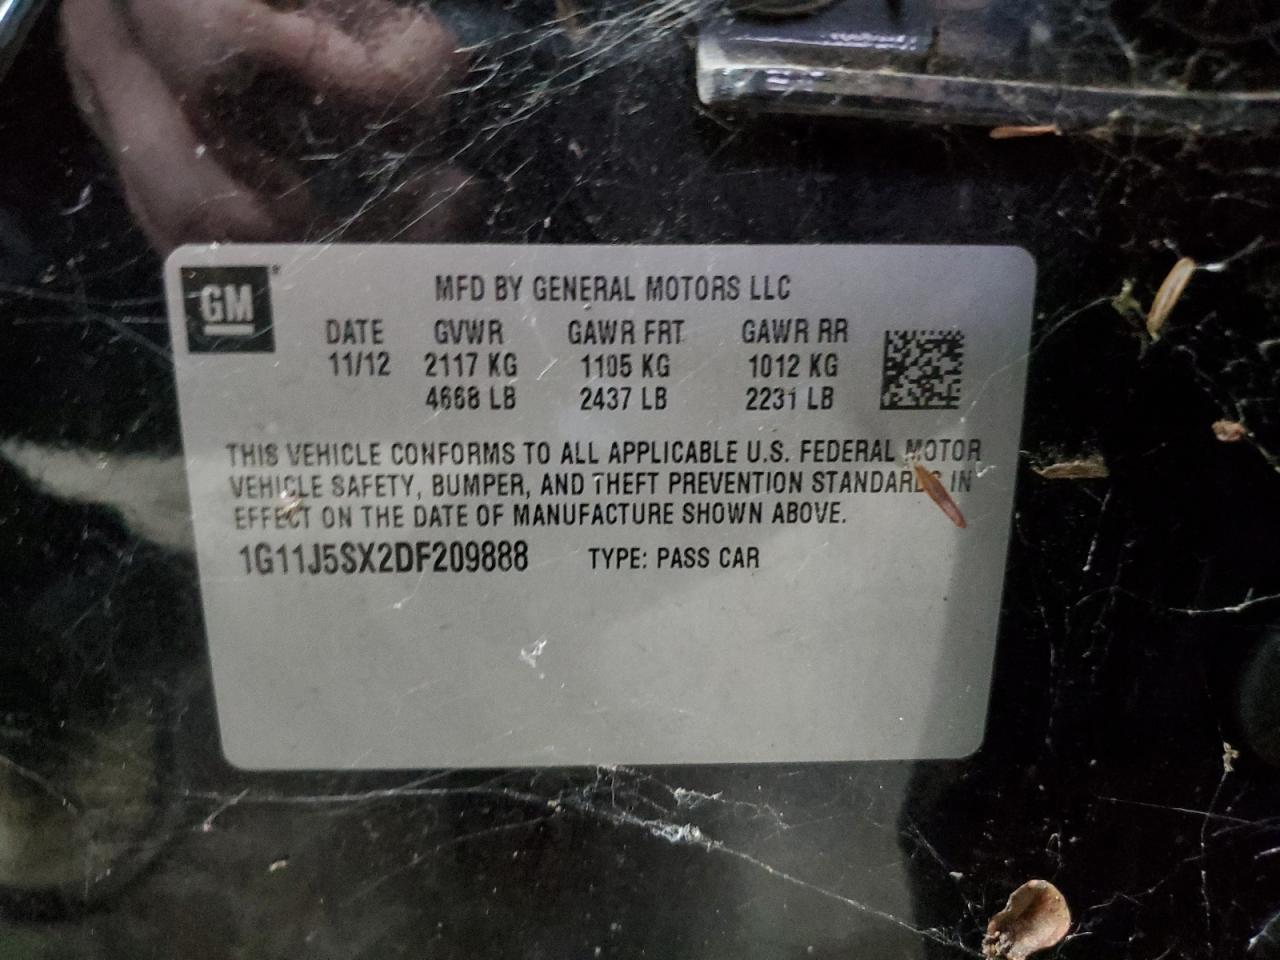 GM
MFD BY GENERAL MOTORS LLC
DATE GVWR GAWR FRT GAWR RR
11/12 2117 KG 1105 KG 1012 KG
4668 LB 2437 LB 2231 LB
THIS VEHICLE CONFORMS TO ALL APPLICABLE U.S. FEDERAL MOTOR
VEHICLE SAFETY, BUMPER, AND THEFT PREVENTION STANDARDS IN
EFFECT ON THE DATE OF MANUFACTURE SHOWN ABOVE.
1G11J5SX2DF209888 TYPE: PASS CAR